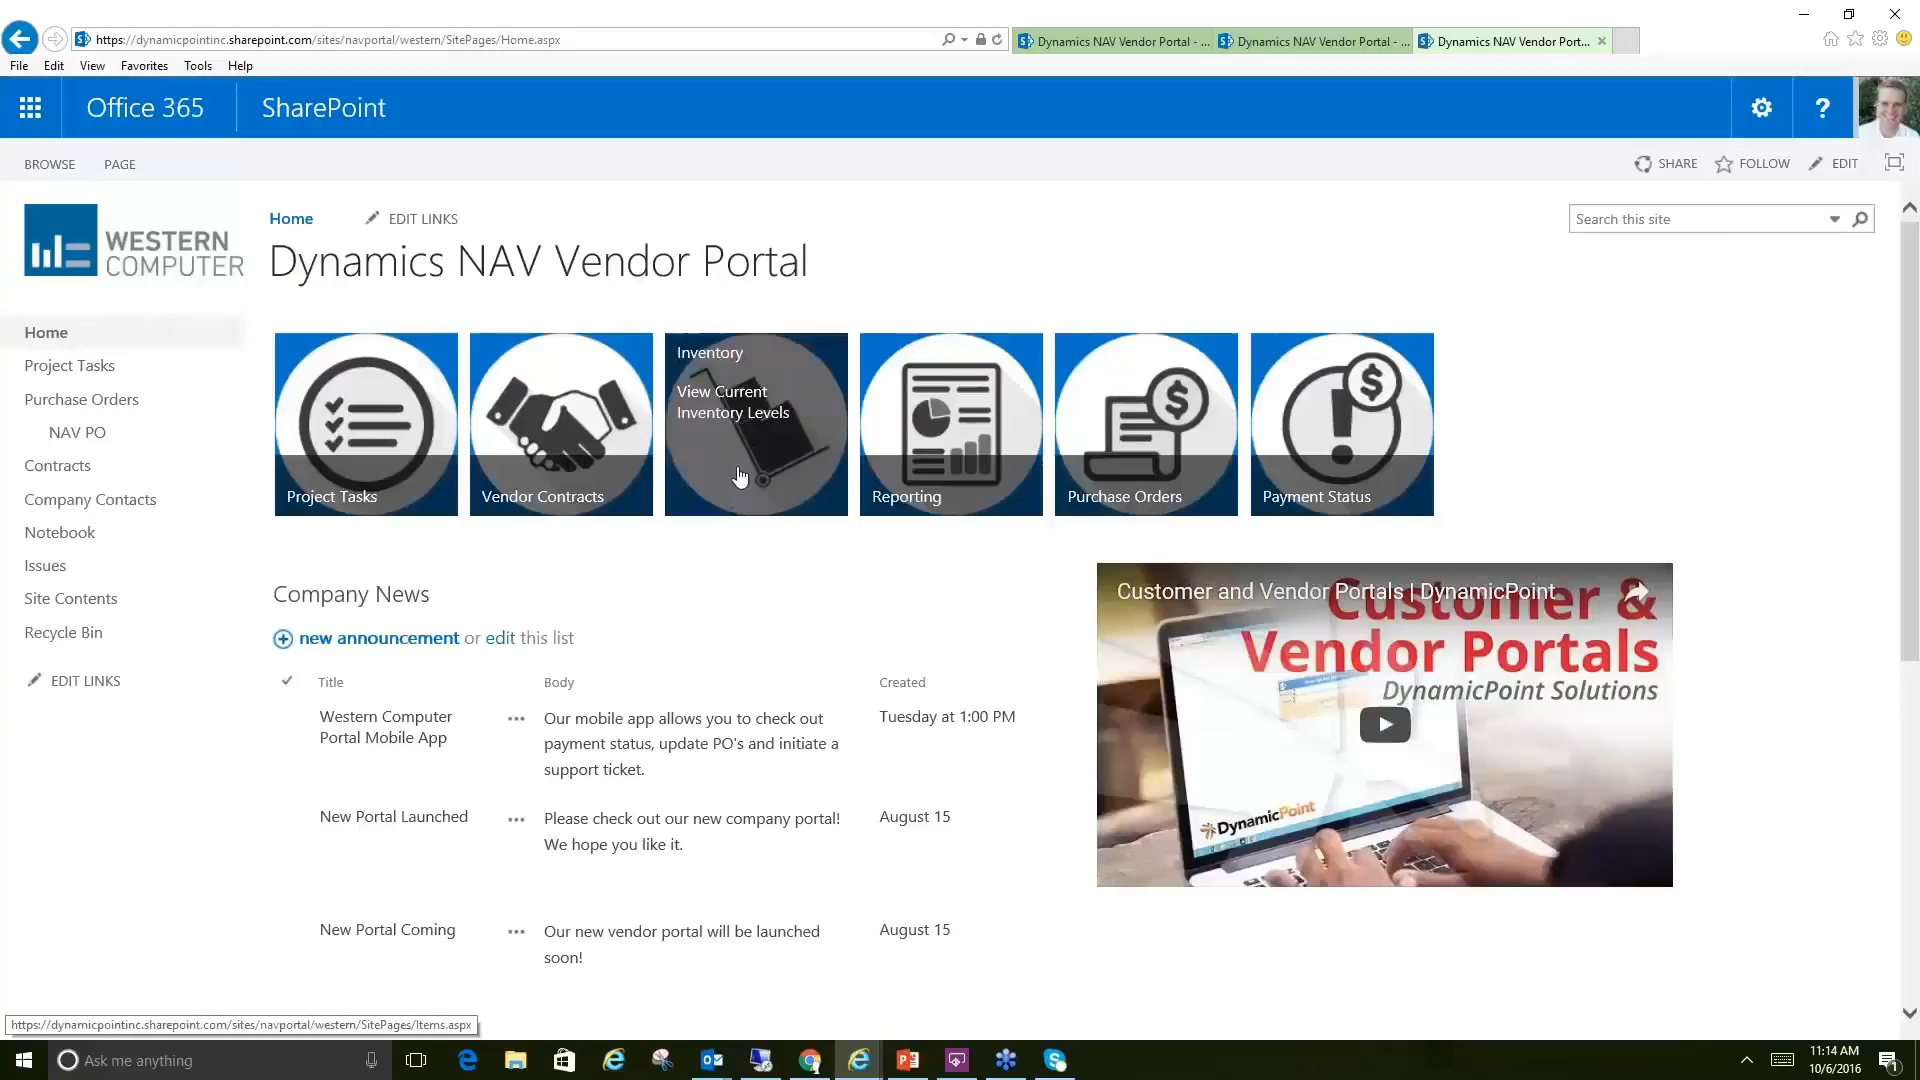 https://dynamicpointinc.sharepoint.com/sites/navportal/western/SitePages/Home.aspx
Dynamics NAV Vendor Portal - ...
Dynamics NAV Vendor Portal - ...
Dynamics NAV Vendor Port...
File Edit View Favorites Tools Help
Office 365 SharePoint
?
BROWSE PAGE
SHARE FOLLOW EDIT
WESTERN
COMPUTER
Home EDIT LINKS
Search this site
Dynamics NAV Vendor Portal
Home
Project Tasks
Purchase Orders
NAV PO
Contracts
Company Contacts
Notebook
Issues
Site Contents
Recycle Bin
EDIT LINKS
Project Tasks
Vendor Contracts
Inventory
View Current
Inventory Levels
Reporting
Purchase Orders
Payment Status
Company News
new announcement or edit this list
Title Body Created
Western Computer
Portal Mobile App
Our mobile app allows you to check out
payment status, update PO's and initiate a
support ticket.
Tuesday at 1:00 PM
New Portal Launched
Please check out our new company portal!
We hope you like it.
August 15
New Portal Coming
Our new vendor portal will be launched
soon!
August 15
Customer and Vendor Portals | DynamicPoint
Customer &
Vendor Portals
DynamicPoint Solutions
DynamicPoint
https://dynamicpointinc.sharepoint.com/sites/navportal/western/SitePages/Items.aspx
Ask me anything
11:14 AM
10/6/2016
1